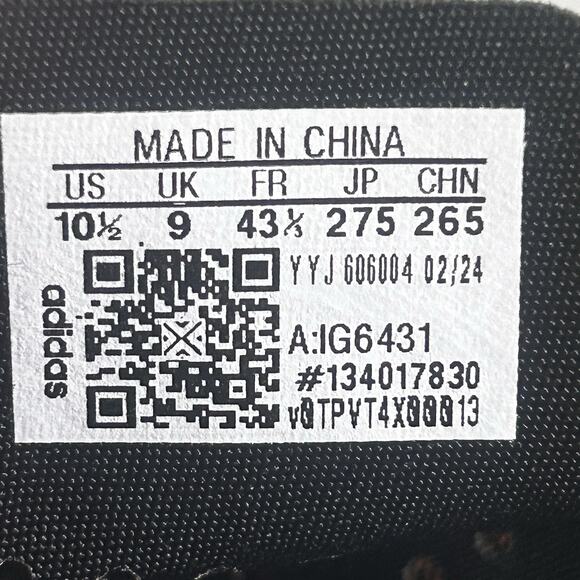 MADE IN CHINA
US UK FR JP CHN
10½ 9 43⅓ 275 265
YYJ 606004 02/24
adidas
A:IG6431
#134017830
v0TPVT4X00013